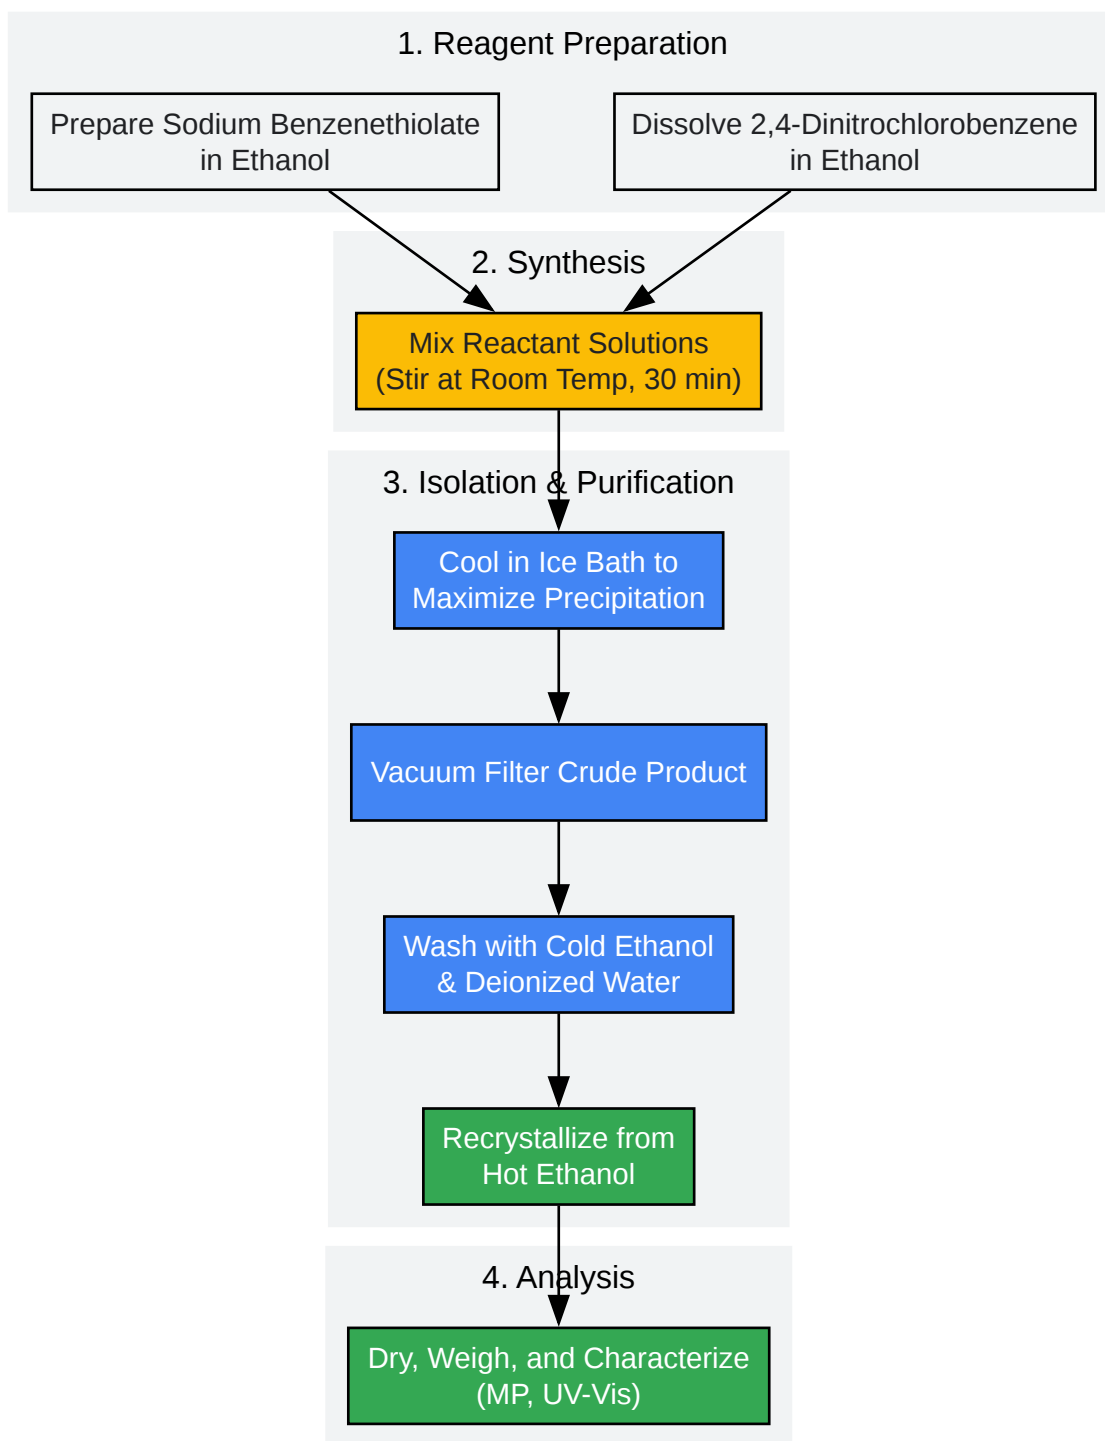 1. Reagent Preparation
Prepare Sodium Benzenethiolate
in Ethanol
Dissolve 2,4-Dinitrochlorobenzene
in Ethanol
2. Synthesis
Mix Reactant Solutions
(Stir at Room Temp, 30 min)
3. Isolation & Purification
Cool in Ice Bath to
Maximize Precipitation
Vacuum Filter Crude Product
Wash with Cold Ethanol
& Deionized Water
Recrystallize from
Hot Ethanol
4. Analysis
Dry, Weigh, and Characterize
(MP, UV-Vis)